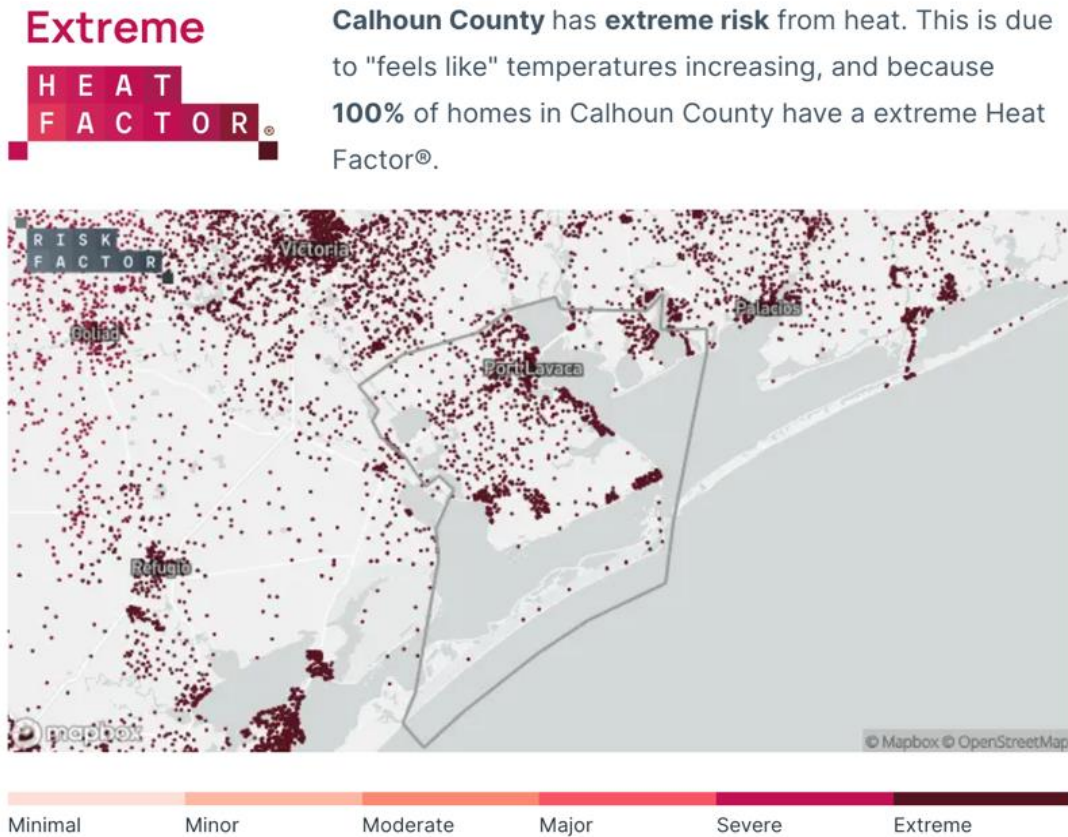 Extreme
HEAT
FACTOR®
Calhoun County has extreme risk from heat. This is due
to "feels like" temperatures increasing, and because
100% of homes in Calhoun County have a extreme Heat
Factor®.
RISK
FACTOR
Victoria
Goliad
Palacios
Port Lavaca
Refugio
mapbox
© Mapbox © OpenStreetMap
Minimal Minor Moderate Major Severe Extreme